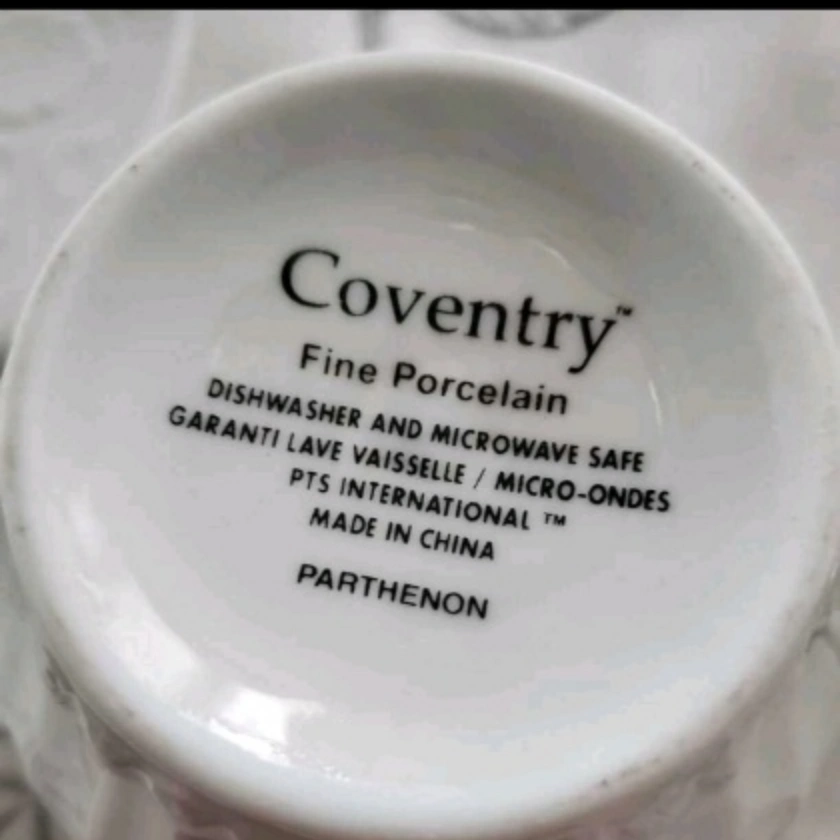 Coventry™
Fine Porcelain
DISHWASHER AND MICROWAVE SAFE
GARANTI LAVE VAISSELLE / MICRO-ONDES
PTS INTERNATIONAL ™
MADE IN CHINA
PARTHENON